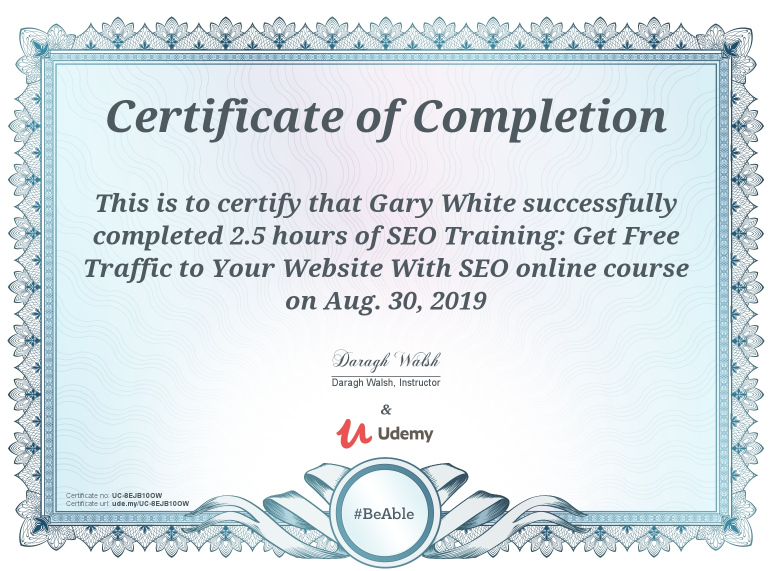 Certificate of Completion
This is to certify that Gary White successfully
completed 2.5 hours of SEO Training: Get Free
Traffic to Your Website With SEO online course
on Aug. 30, 2019
Daragh Walsh
Daragh Walsh, Instructor
&
Udemy
Certificate no: UC-8EJB10OW
Certificate url: ude.my/UC-8EJB10OW
#BeAble